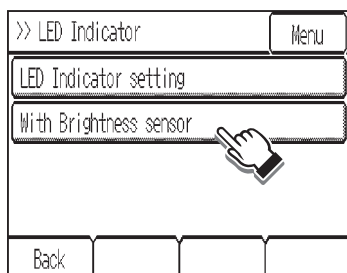 >> LED Indicator
Menu
LED Indicator setting
With Brightness sensor
Back